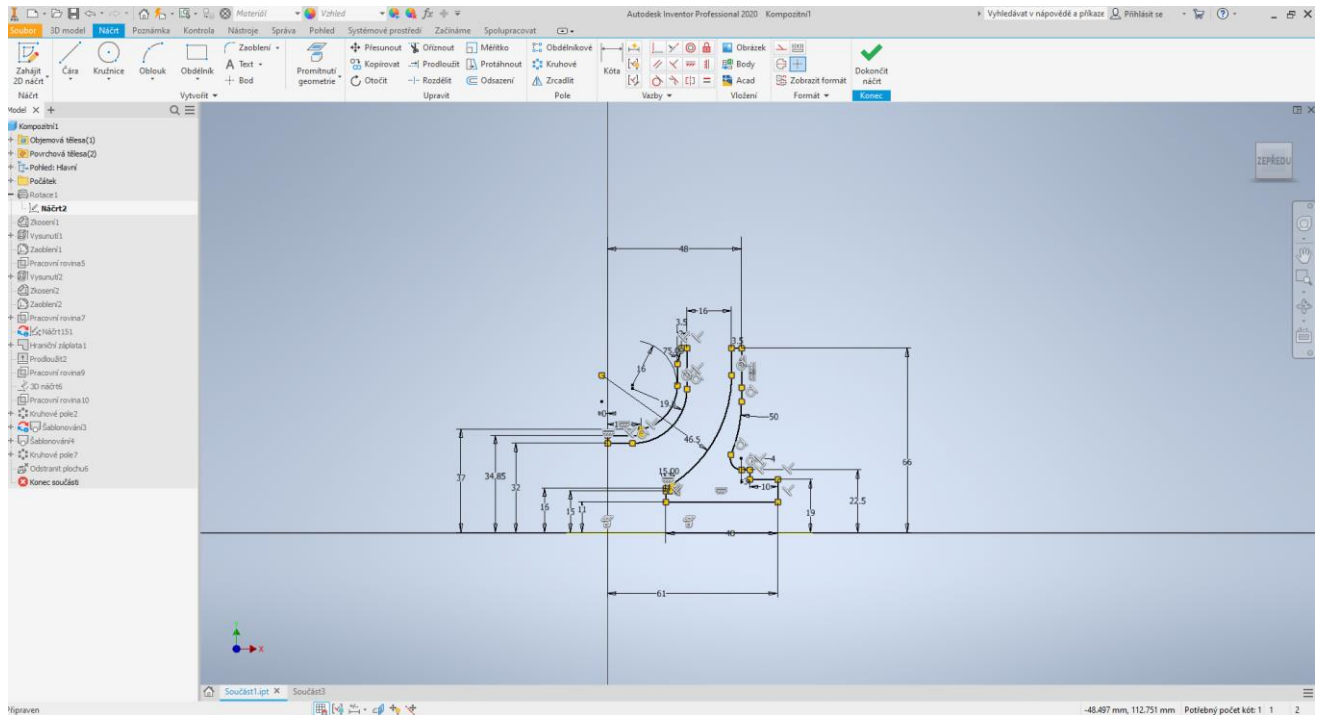 Materiál Vzhled Autodesk Inventor Professional 2020 Kompozitní1 Vyhledávat v nápovědě a příkaze Přihlásit se
Soubor 3D model Náčrt Poznámka Kontrola Nástroje Správa Pohled Systémové prostředí Začínáme Spolupracovat
Zaoblení Přesunout Oříznout Měřítko Obdélníkové Obrázek
Text Kopírovat Prodloužit Protáhnout Kruhové Body
Bod Otočit Rozdělit Odsazení Zrcadlit Acad Zobrazit formát
Zahájit 2D náčrt Čára Kružnice Oblouk Obdélník Promítnutí geometrie Kóta Dokončit náčrt
Náčrt Vytvořit Upravit Pole Vazby Vložení Formát Konec
Model
Kompozitní1
Objemová tělesa(1)
Povrchová tělesa(2)
Pohled: Hlavní
Počátek
Rotace1
Náčrt2
Zkosení1
Vysunutí1
Zaoblení1
Pracovní rovina5
Vysunutí2
Zkosení2
Zaoblení2
Pracovní rovina7
Náčrt151
Hraniční záplata1
Prodloužit2
Pracovní rovina9
3D náčrt6
Pracovní rovina10
Kruhové pole2
Šablonování3
Šablonování4
Kruhové pole7
Odstranit plochu6
Konec součásti
ZEPŘEDU
48
16
3.5
3.5
16
50
46.5
4
15.00
10
37
34.85
32
16
15
11
19
22.5
66
40
61
Y
X
Součást1.ipt Součást3
Připraven -48.497 mm, 112.751 mm Potřebný počet kót: 1 1 2